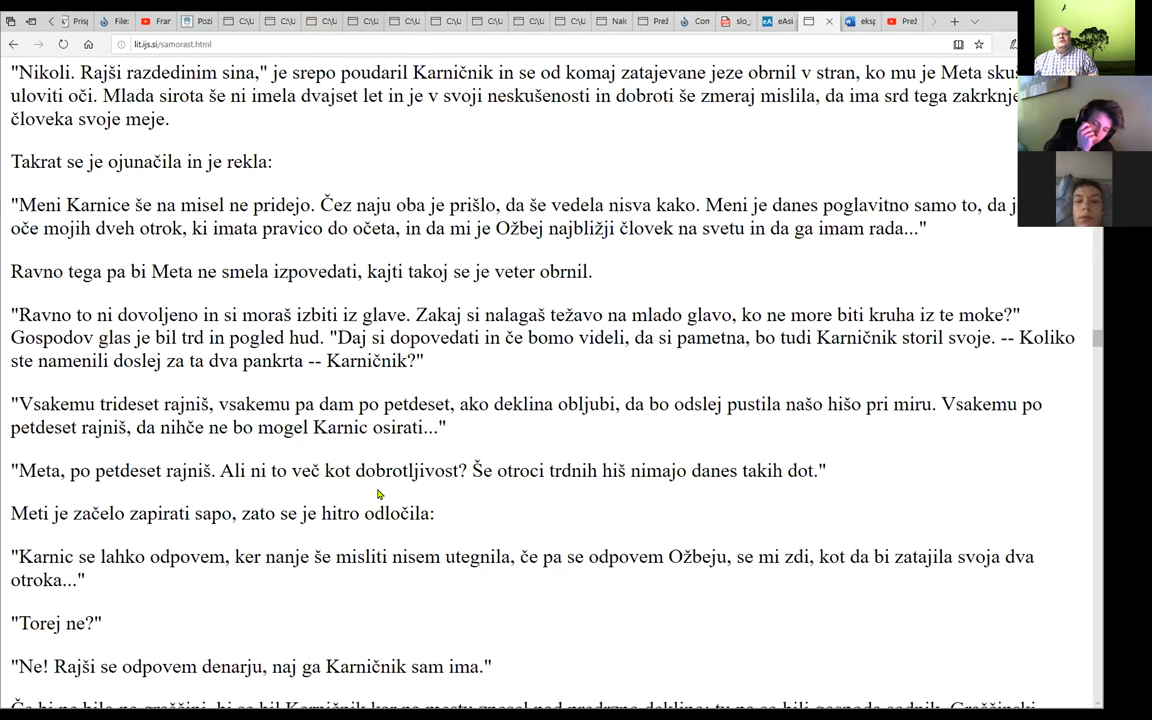 Prisp
File:
Fran
Pozi
C:\U
C:\U
C:\U
C:\U
C:\U
C:\U
C:\U
C:\U
C:\U
Nalo
Prež
Con
slo_
eAsi
eksp
Prež
lit.ijs.si/samorast.html
"Nikoli. Rajši razdedinim sina," je srepo poudaril Karničnik in se od komaj zatajevane jeze obrnil v stran, ko mu je Meta
uloviti oči. Mlada sirota še ni imela dvajset let in je v svoji neskušenosti in dobroti še zmeraj mislila, da ima srd tega
človeka svoje meje.
Takrat se je ojunačila in je rekla:
"Meni Karnice še na misel ne pridejo. Čez naju oba je prišlo, da še vedela nisva kako. Meni je danes poglavitno samo to, da
oče mojih dveh otrok, ki imata pravico do očeta, in da mi je Ožbej najbližji človek na svetu in da ga imam rada..."
Ravno tega pa bi Meta ne smela izpovedati, kajti takoj se je veter obrnil.
"Ravno to ni dovoljeno in si moraš izbiti iz glave. Zakaj si nalagaš težavo na mlado glavo, ko ne more biti kruha iz te moke?"
Gospodov glas je bil trd in pogled hud. "Daj si dopovedati in če bomo videli, da si pametna, bo tudi Karničnik storil svoje. -- Koliko
ste namenili doslej za ta dva pankrta -- Karničnik?"
"Vsakemu trideset rajniš, vsakemu pa dam po petdeset, ako deklina obljubi, da bo odslej pustila našo hišo pri miru. Vsakemu po
petdeset rajniš, da nihče ne bo mogel Karnic osirati..."
"Meta, po petdeset rajniš. Ali ni to več kot dobrotljivost? Še otroci trdnih hiš nimajo danes takih dot."
Meti je začelo zapirati sapo, zato se je hitro odločila:
"Karnic se lahko odpovem, ker nanje še misliti nisem utegnila, če pa se odpovem Ožbeju, se mi zdi, kot da bi zatajila svoja dva
otroka..."
"Torej ne?"
"Ne! Rajši se odpovem denarju, naj ga Karničnik sam ima."